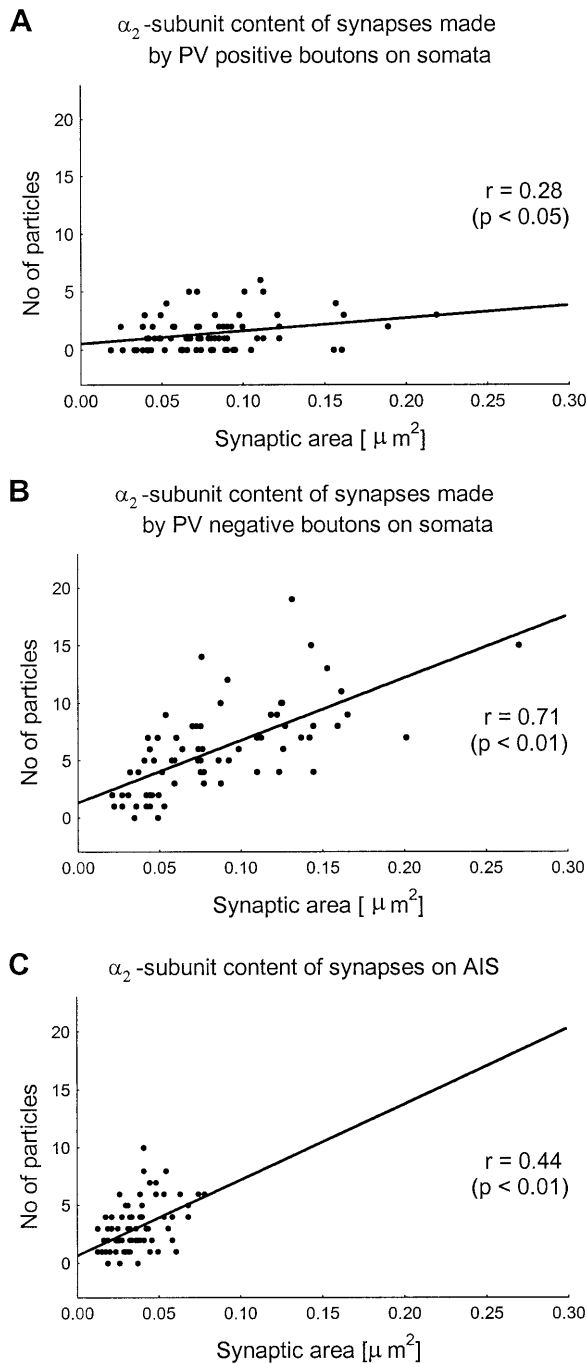 A
α₂-subunit content of synapses made
by PV positive boutons on somata
20
15
10
5
0
No of particles
r = 0.28
(p < 0.05)
0.00 0.05 0.10 0.15 0.20 0.25 0.30
Synaptic area [ μm²]
B
α₂-subunit content of synapses made
by PV negative boutons on somata
20
15
10
5
0
No of particles
r = 0.71
(p < 0.01)
0.00 0.05 0.10 0.15 0.20 0.25 0.30
Synaptic area [ μm²]
C
α₂-subunit content of synapses on AIS
20
15
10
5
0
No of particles
r = 0.44
(p < 0.01)
0.00 0.05 0.10 0.15 0.20 0.25 0.30
Synaptic area [μm²]